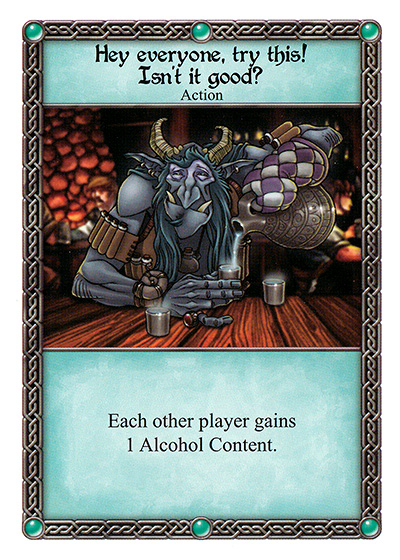 Hey everyone, try this!
Isn't it good?
Action
Each other player gains
1 Alcohol Content.